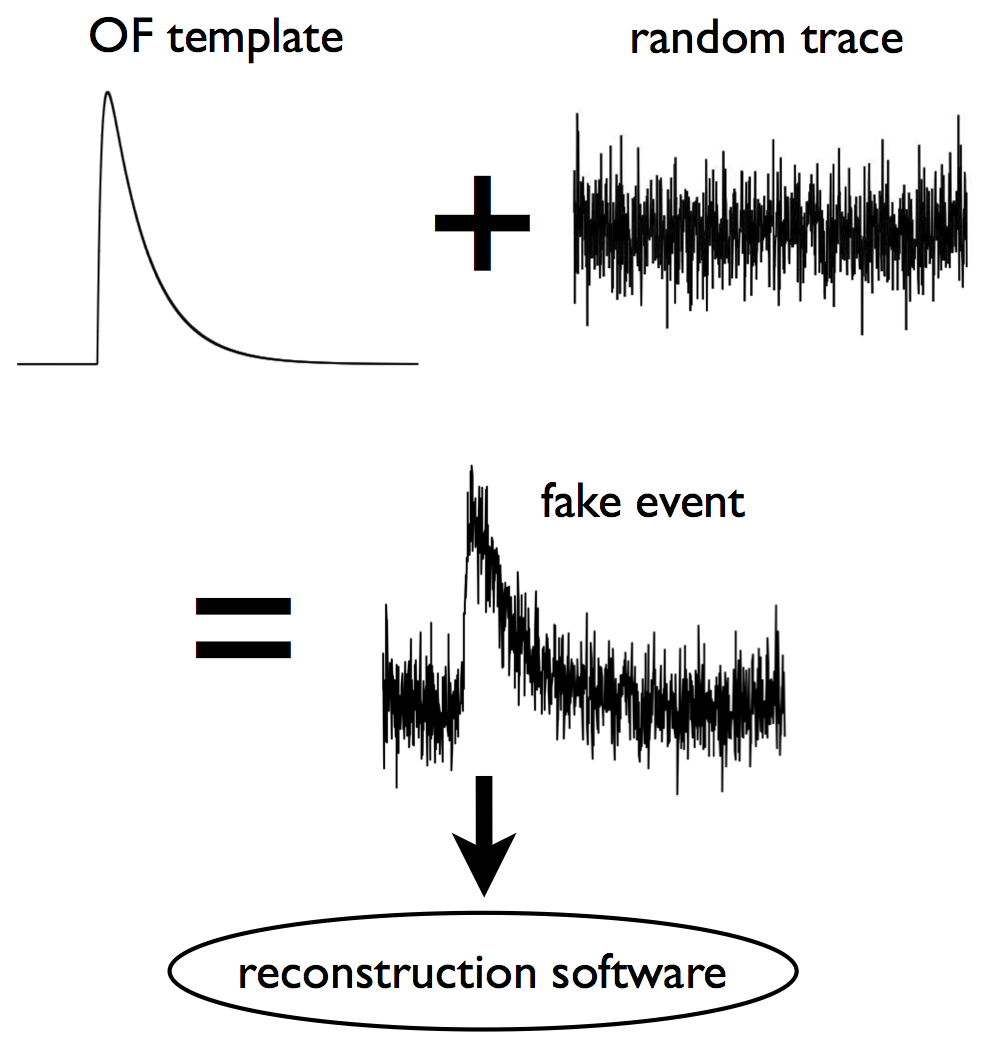 OF template
random trace
+
=
fake event
reconstruction software